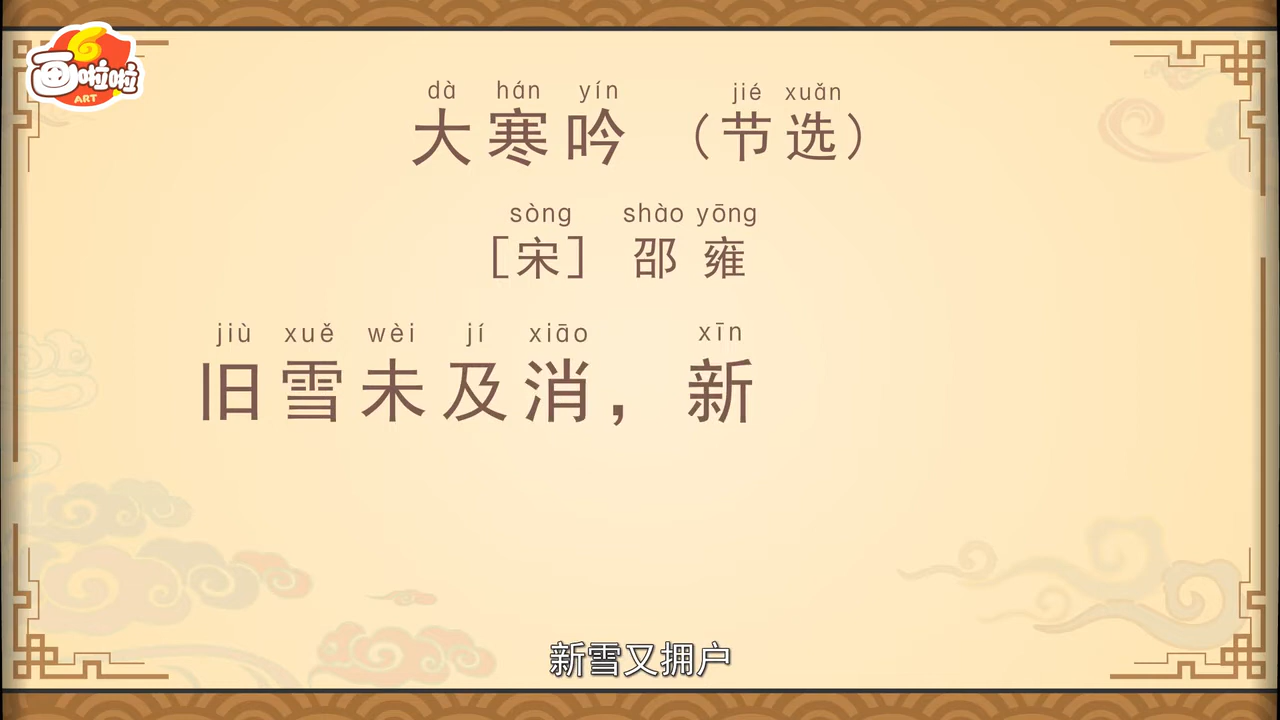 画啦啦
ART
dà hán yín jié xuǎn
大寒吟 （节选）
sòng shào yōng
［宋］ 邵雍
jiù xuě wèi jí xiāo xīn
旧雪未及消，新
新雪又拥户